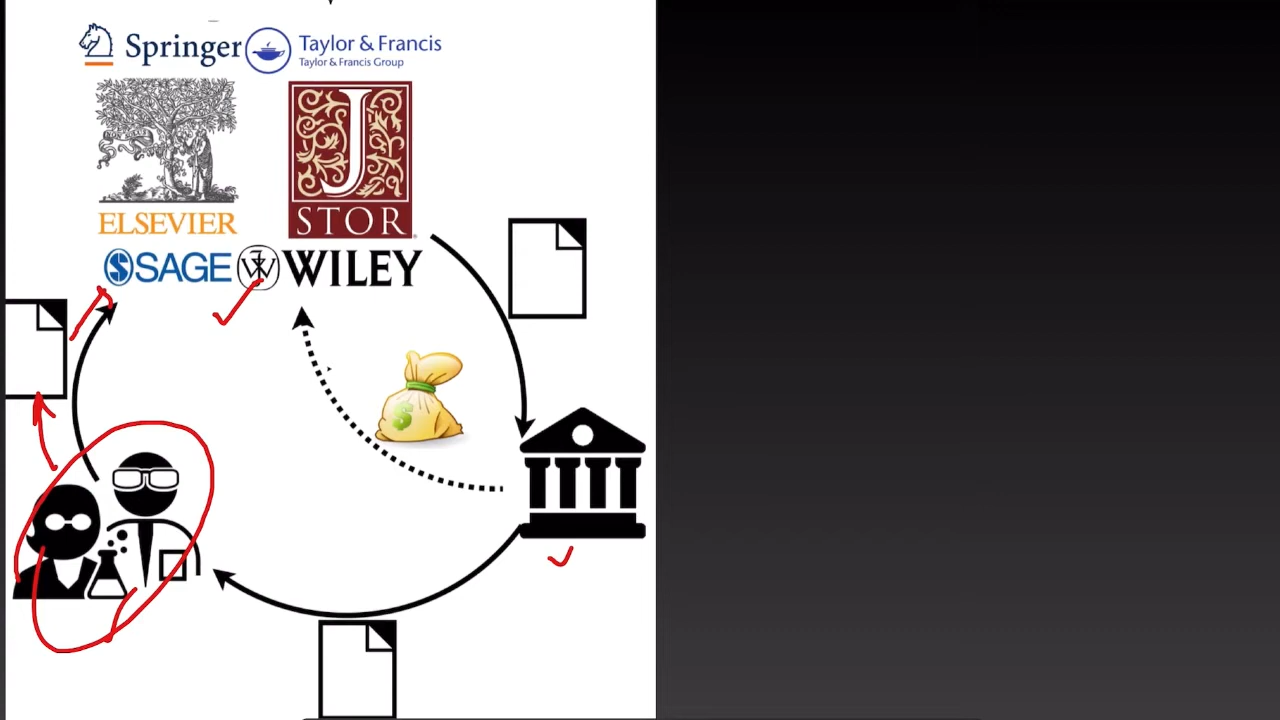 Springer Taylor & Francis
Taylor & Francis Group
J
STOR
ELSEVIER
SAGE WILEY
$